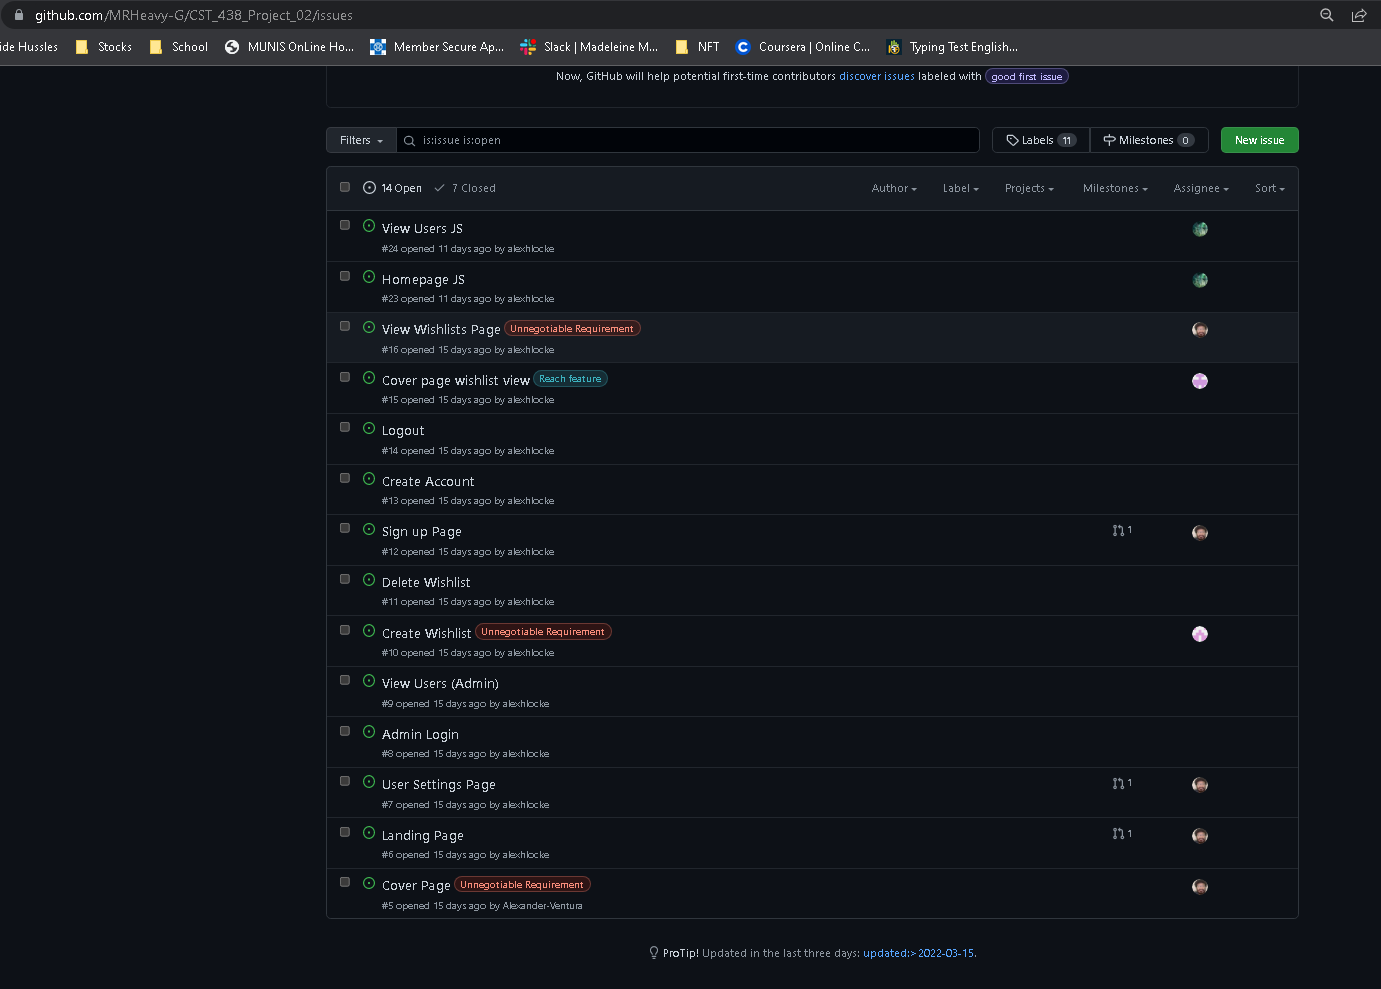 github.com/MRHeavy-G/CST_438_Project_02/issues
ide Hussles Stocks School MUNIS OnLine Ho... Member Secure Ap... Slack | Madeleine M... NFT Coursera | Online C... Typing Test English...
Now, GitHub will help potential first-time contributors discover issues labeled with good first issue
Filters is:issue is:open Labels 11 Milestones 0 New issue
14 Open 7 Closed Author Label Projects Milestones Assignee Sort
View Users JS
#24 opened 11 days ago by alexhlocke
Homepage JS
#23 opened 11 days ago by alexhlocke
View Wishlists Page Unnegotiable Requirement
#16 opened 15 days ago by alexhlocke
Cover page wishlist view Reach feature
#15 opened 15 days ago by alexhlocke
Logout
#14 opened 15 days ago by alexhlocke
Create Account
#13 opened 15 days ago by alexhlocke
Sign up Page 1
#12 opened 15 days ago by alexhlocke
Delete Wishlist
#11 opened 15 days ago by alexhlocke
Create Wishlist Unnegotiable Requirement
#10 opened 15 days ago by alexhlocke
View Users (Admin)
#9 opened 15 days ago by alexhlocke
Admin Login
#8 opened 15 days ago by alexhlocke
User Settings Page 1
#7 opened 15 days ago by alexhlocke
Landing Page 1
#6 opened 15 days ago by alexhlocke
Cover Page Unnegotiable Requirement
#5 opened 15 days ago by Alexander-Ventura
ProTip! Updated in the last three days: updated:>2022-03-15.